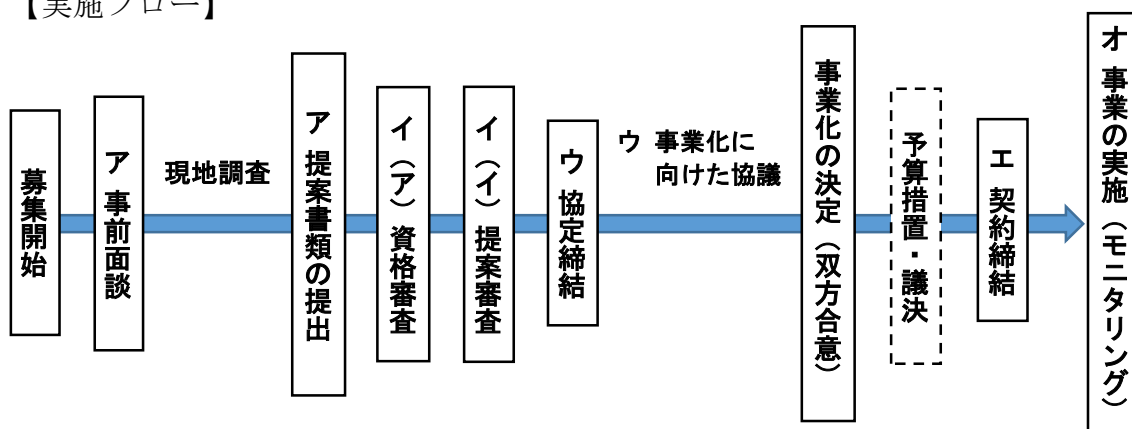 【実施フロー】
募集開始
ア 事前面談
現地調査
ア 提案書類の提出
イ（ア）資格審査
イ（イ）提案審査
ウ 協定締結
ウ 事業化に
向けた協議
事業化の決定（双方合意）
予算措置・議決
エ 契約締結
オ 事業の実施（モニタリング）